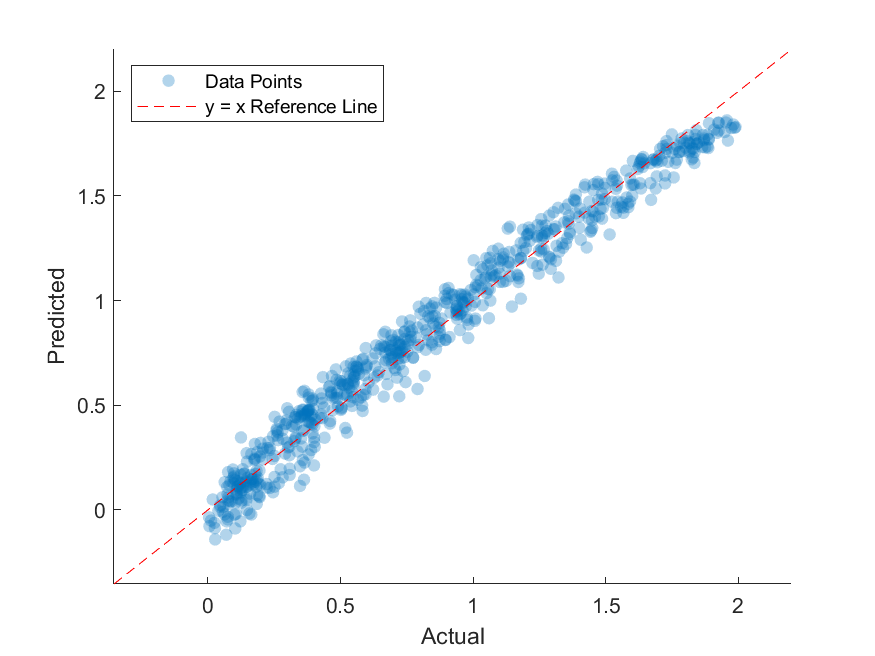 Data Points
y = x Reference Line
2
1.5
1
0.5
0
Predicted
0
0.5
1
1.5
2
Actual